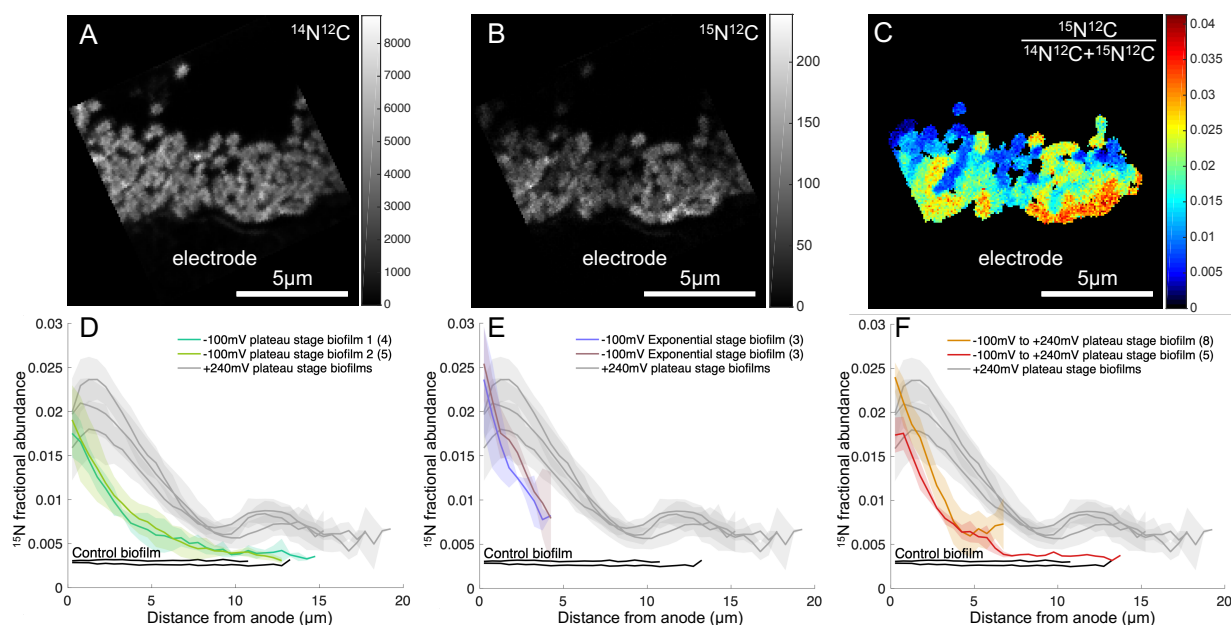 A
¹⁴N¹²C
8000
7000
6000
5000
4000
3000
2000
1000
0
electrode
5µm
B
¹⁵N¹²C
200
150
100
50
0
electrode
5µm
C
¹⁵N¹²C
¹⁴N¹²C+¹⁵N¹²C
0.04
0.035
0.03
0.025
0.02
0.015
0.01
0.005
0
electrode
5µm
D
-100mV plateau stage biofilm 1 (4)
-100mV plateau stage biofilm 2 (5)
+240mV plateau stage biofilms
0.03
0.025
0.02
0.015
0.01
0.005
0
¹⁵N fractional abundance
Control biofilm
0 5 10 15 20
Distance from anode (µm)
E
-100mV Exponential stage biofilm (3)
-100mV Exponential stage biofilm (3)
+240mV plateau stage biofilms
0.03
0.025
0.02
0.015
0.01
0.005
0
¹⁵N fractional abundance
Control biofilm
0 5 10 15 20
Distance from anode (µm)
F
-100mV to +240mV plateau stage biofilm (8)
-100mV to +240mV plateau stage biofilm (5)
+240mV plateau stage biofilms
0.03
0.025
0.02
0.015
0.01
0.005
0
¹⁵N fractional abundance
Control biofilm
0 5 10 15 20
Distance from anode (µm)